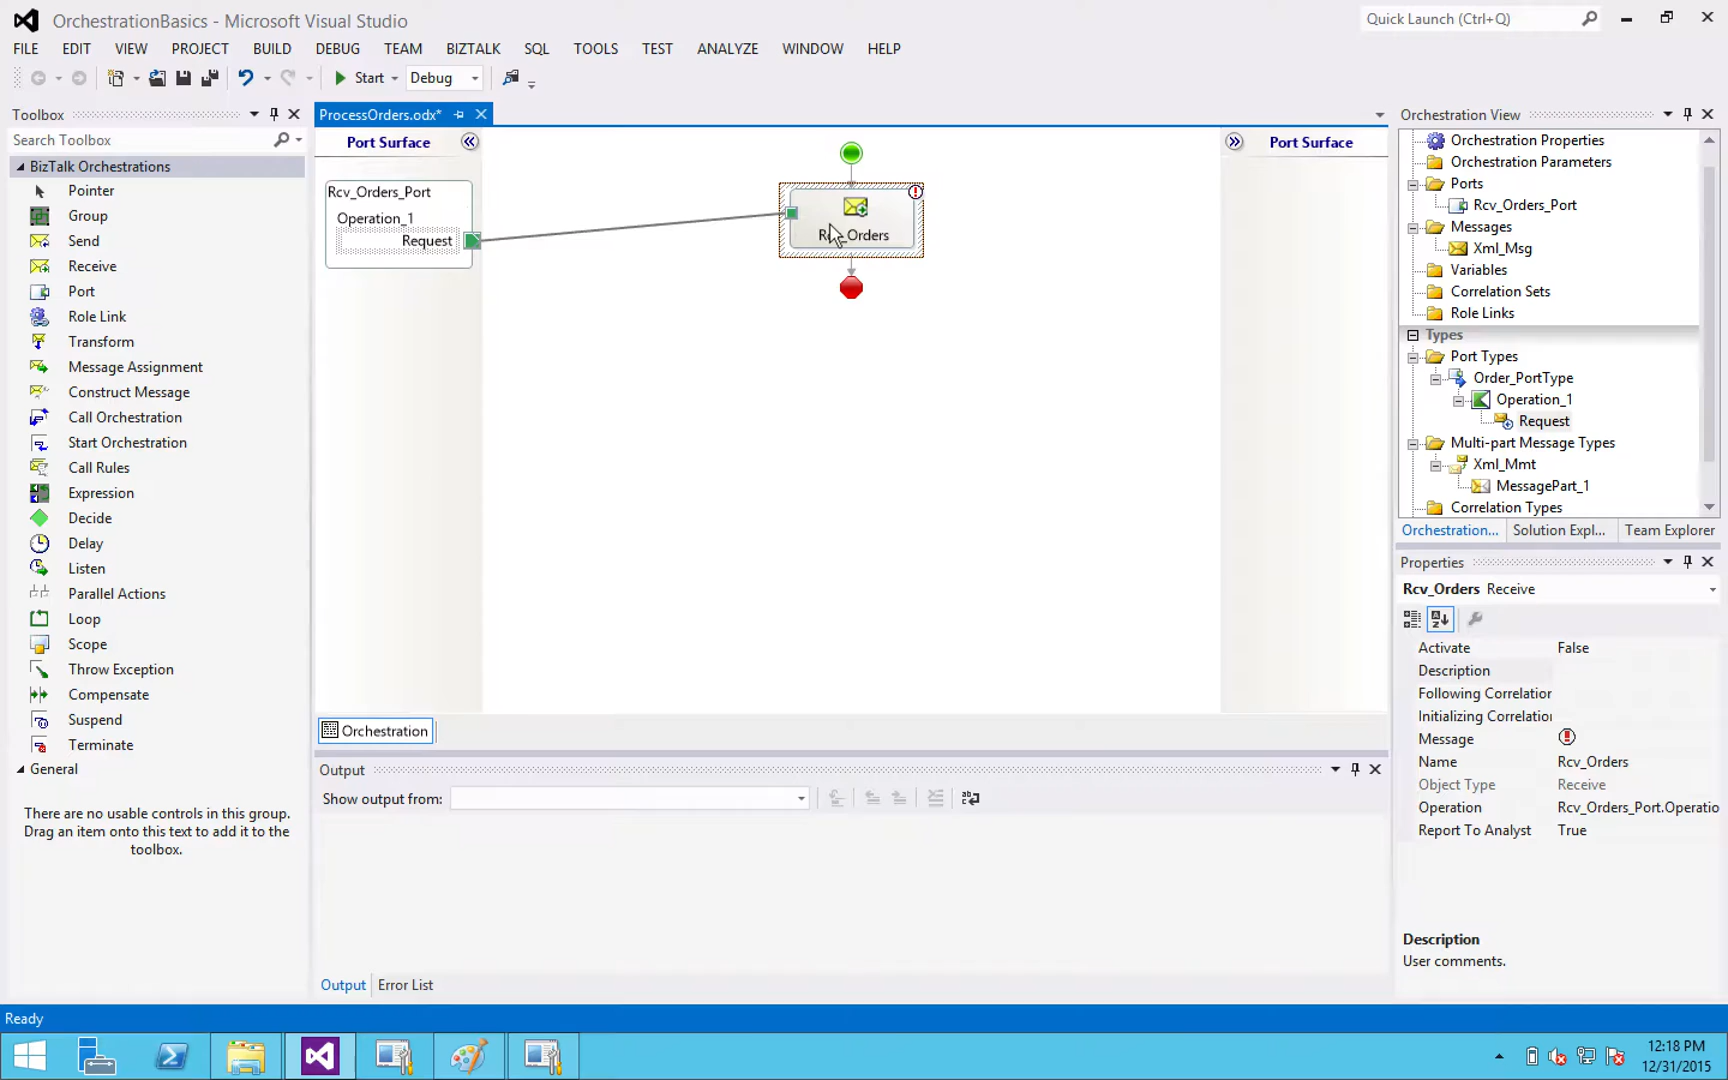 OrchestrationBasics - Microsoft Visual Studio
Quick Launch (Ctrl+Q)
FILE EDIT VIEW PROJECT BUILD DEBUG TEAM BIZTALK SQL TOOLS TEST ANALYZE WINDOW HELP
Start Debug
Toolbox
Search Toolbox
BizTalk Orchestrations
Pointer
Group
Send
Receive
Port
Role Link
Transform
Message Assignment
Construct Message
Call Orchestration
Start Orchestration
Call Rules
Expression
Decide
Delay
Listen
Parallel Actions
Loop
Scope
Throw Exception
Compensate
Suspend
Terminate
General
There are no usable controls in this group.
Drag an item onto this text to add it to the
toolbox.
ProcessOrders.odx*
Port Surface
Port Surface
Rcv_Orders_Port
Operation_1
Request
Rcv_Orders
Orchestration
Output
Show output from:
Output Error List
Orchestration View
Orchestration Properties
Orchestration Parameters
Ports
Rcv_Orders_Port
Messages
Xml_Msg
Variables
Correlation Sets
Role Links
Types
Port Types
Order_PortType
Operation_1
Request
Multi-part Message Types
Xml_Mmt
MessagePart_1
Correlation Types
Orchestration... Solution Expl... Team Explorer
Properties
Rcv_Orders Receive
Activate False
Description
Following Correlation
Initializing Correlation
Message
Name Rcv_Orders
Object Type Receive
Operation Rcv_Orders_Port.Operatio
Report To Analyst True
Description
User comments.
Ready
12:18 PM
12/31/2015